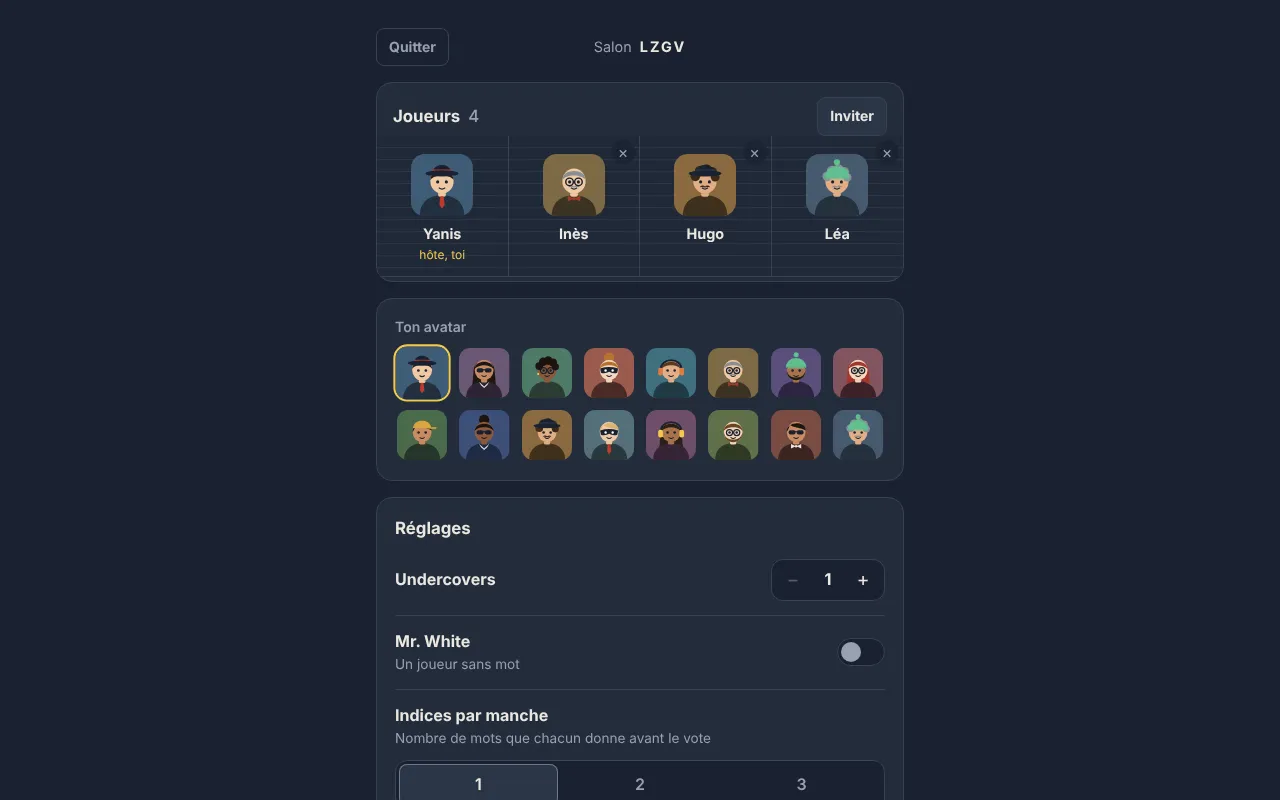 Quitter
Salon LZGV
Joueurs 4
Inviter
Yanis
Inès
Hugo
Léa
hôte, toi
Ton avatar
Réglages
Undercovers
− 1 +
Mr. White
Un joueur sans mot
Indices par manche
Nombre de mots que chacun donne avant le vote
1 2 3